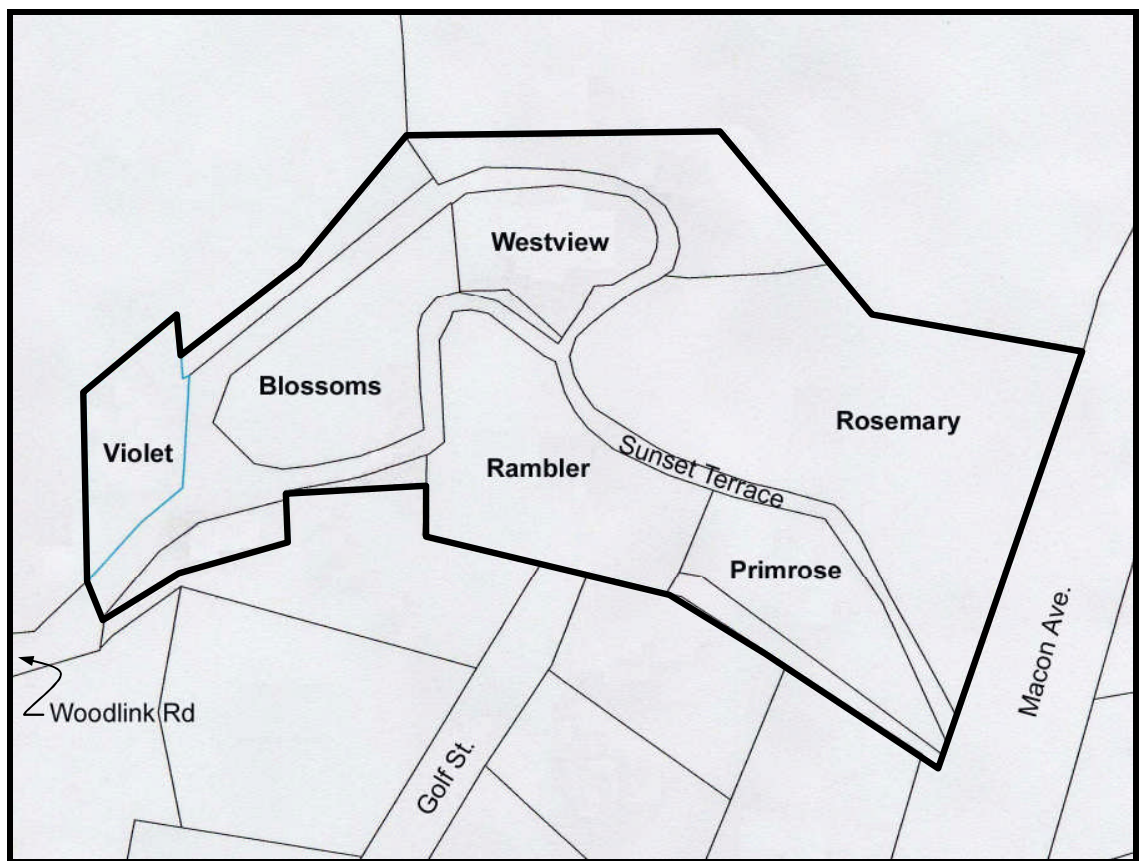 Westview
Blossoms
Rosemary
Violet
Rambler
Sunset Terrace
Primrose
Macon Ave.
Woodlink Rd
Golf St.